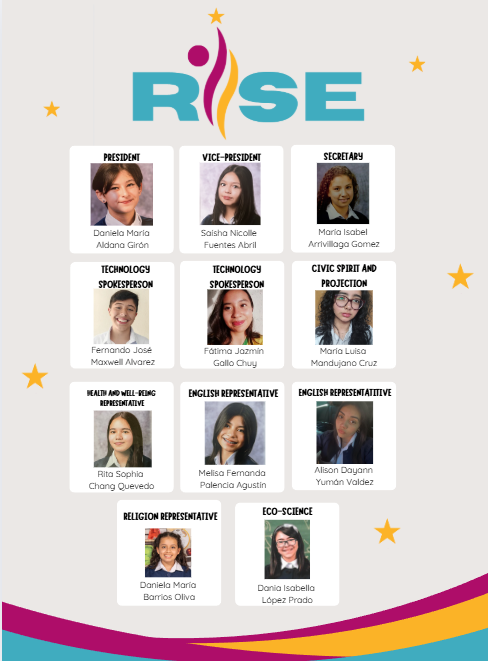 RISE
PRESIDENT
Daniela María
Aldana Girón
VICE-PRESIDENT
Saisha Nicolle
Fuentes Abril
SECRETARY
María Isabel
Arrivillaga Gomez
TECHNOLOGY
SPOKESPERSON
Fernando José
Maxwell Alvarez
TECHNOLOGY
SPOKESPERSON
Fátima Jazmín
Gallo Chuy
CIVIC SPIRIT AND
PROJECTION
María Luisa
Mandujano Cruz
HEALTH AND WELL-BEING
REPRESENTATIVE
Rita Sophia
Chang Quevedo
ENGLISH REPRESENTATIVE
Melisa Fernanda
Palencia Agustin
ENGLISH REPRESENTATITIVE
Alison Dayann
Yumán Valdez
RELIGION REPRESENTATIVE
Daniela María
Barrios Oliva
ECO-SCIENCE
Dania Isabella
López Prado